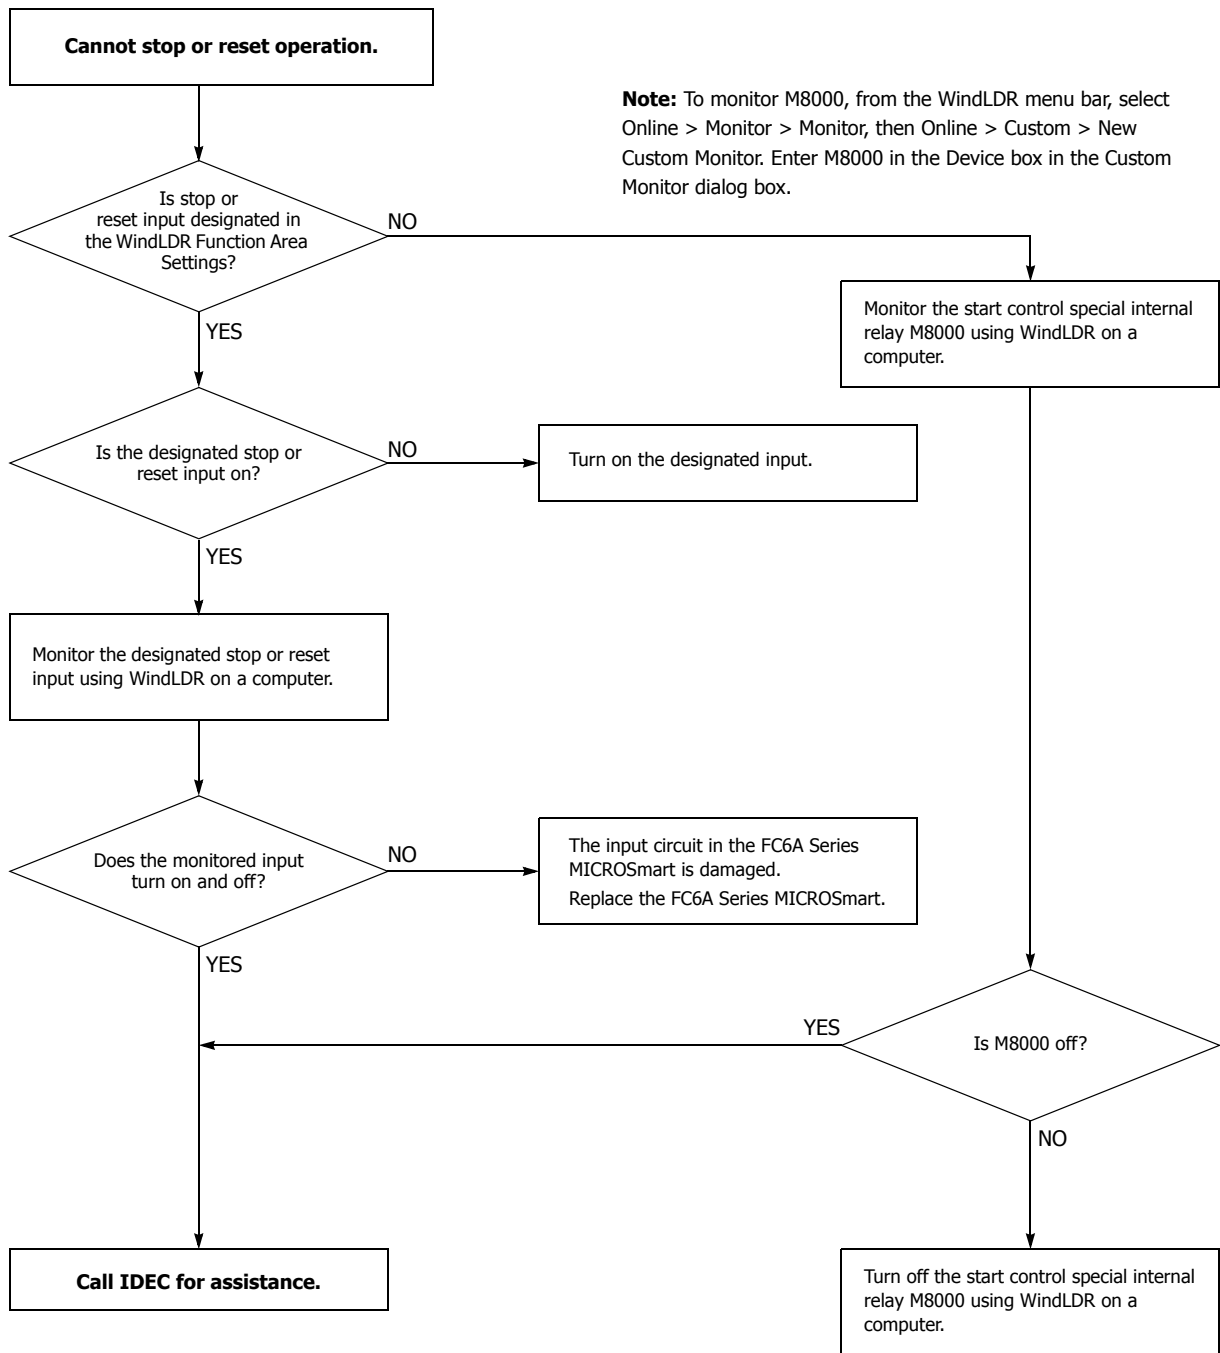 Cannot stop or reset operation.
Note: To monitor M8000, from the WindLDR menu bar, select
Online > Monitor > Monitor, then Online > Custom > New
Custom Monitor. Enter M8000 in the Device box in the Custom
Monitor dialog box.
Is stop or
reset input designated in
the WindLDR Function Area
Settings?
NO
YES
Monitor the start control special internal
relay M8000 using WindLDR on a
computer.
Is the designated stop or
reset input on?
NO
Turn on the designated input.
YES
Monitor the designated stop or reset
input using WindLDR on a computer.
Does the monitored input
turn on and off?
NO
The input circuit in the FC6A Series
MICROSmart is damaged.
Replace the FC6A Series MICROSmart.
YES
YES
Is M8000 off?
NO
Call IDEC for assistance.
Turn off the start control special internal
relay M8000 using WindLDR on a
computer.